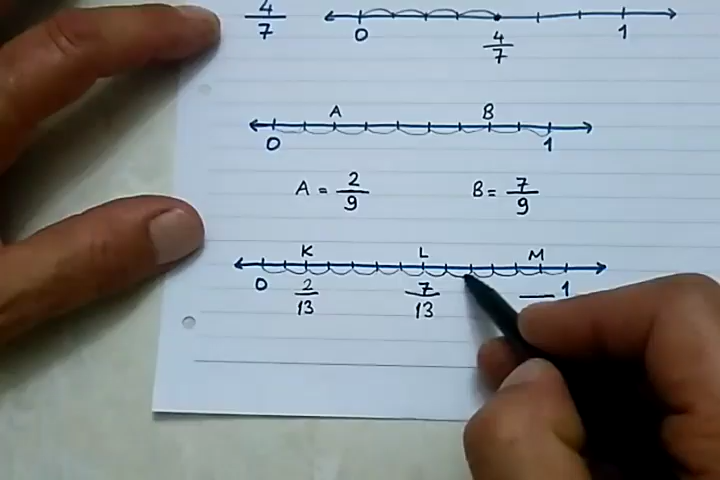 4/7 0 4/7 1
A B
0 1
A = 2/9 B = 7/9
K L M
0 2/13 7/13 — 1